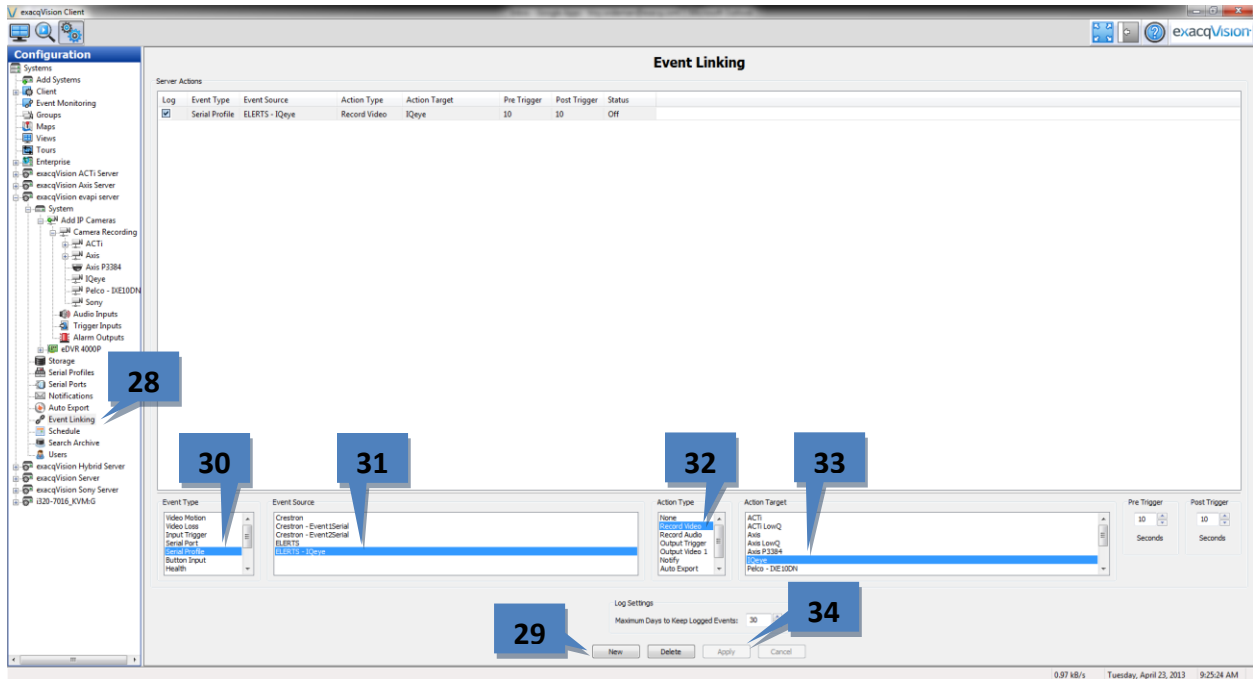 exacqVision Client
exacqVision
Configuration
Systems
Add Systems
Client
Event Monitoring
Groups
Maps
Views
Tours
Enterprise
exacqVision ACTi Server
exacqVision Axis Server
exacqVision evapi server
System
Add IP Cameras
Camera Recording
ACTi
Axis
Axis P3384
IQeye
Pelco - IXE10DN
Sony
Audio Inputs
Trigger Inputs
Alarm Outputs
eDVR 4000P
Storage
Serial Profiles
Serial Ports
Notifications
Auto Export
Event Linking
Schedule
Search Archive
Users
exacqVision Hybrid Server
exacqVision Server
exacqVision Sony Server
i320-7016_KVM:G
28
Event Linking
Server Actions
Log Event Type Event Source Action Type Action Target Pre Trigger Post Trigger Status
Serial Profile ELERTS - IQeye Record Video IQeye 10 10 Off
30
31
32
33
Event Type
Video Motion
Video Loss
Input Trigger
Serial Port
Serial Profile
Button Input
Health
Event Source
Crestron
Crestron - Event1Serial
Crestron - Event2Serial
ELERTS
ELERTS - IQeye
Action Type
None
Record Video
Record Audio
Output Trigger
Output Video 1
Notify
Auto Export
Action Target
ACTi
ACTi LowQ
Axis
Axis LowQ
Axis P3384
IQeye
Pelco - IXE10DN
Pre Trigger
10
Seconds
Post Trigger
10
Seconds
Log Settings
Maximum Days to Keep Logged Events: 30
34
29
New Delete Apply Cancel
0.97 kB/s Tuesday, April 23, 2013 9:25:24 AM